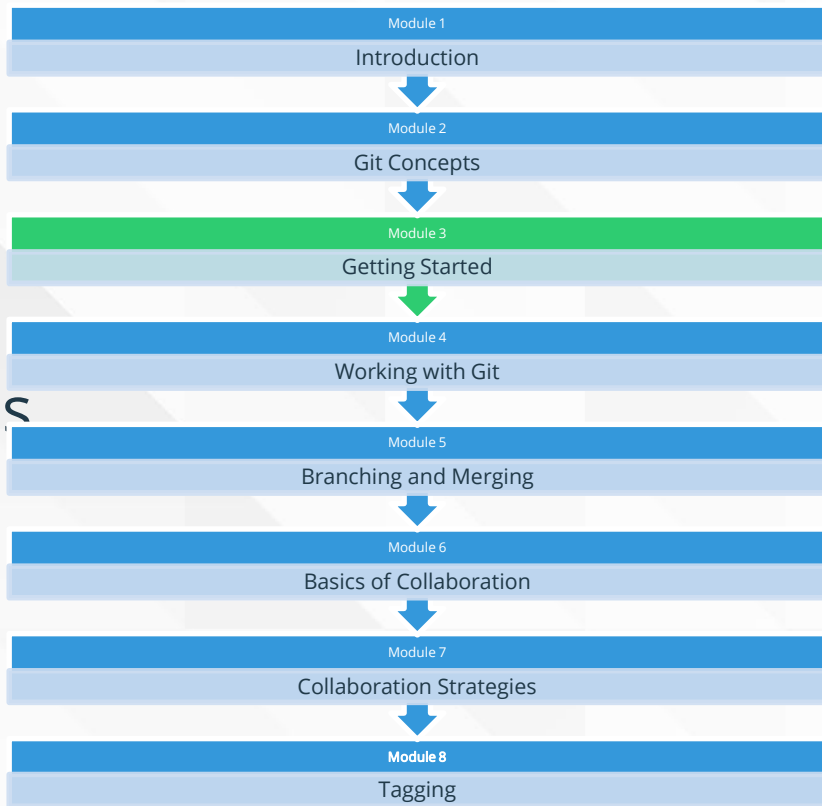 Module 1
Introduction
Module 2
Git Concepts
Module 3
Getting Started
Module 4
Working with Git
s
Module 5
Branching and Merging
Module 6
Basics of Collaboration
Module 7
Collaboration Strategies
Module 8
Tagging